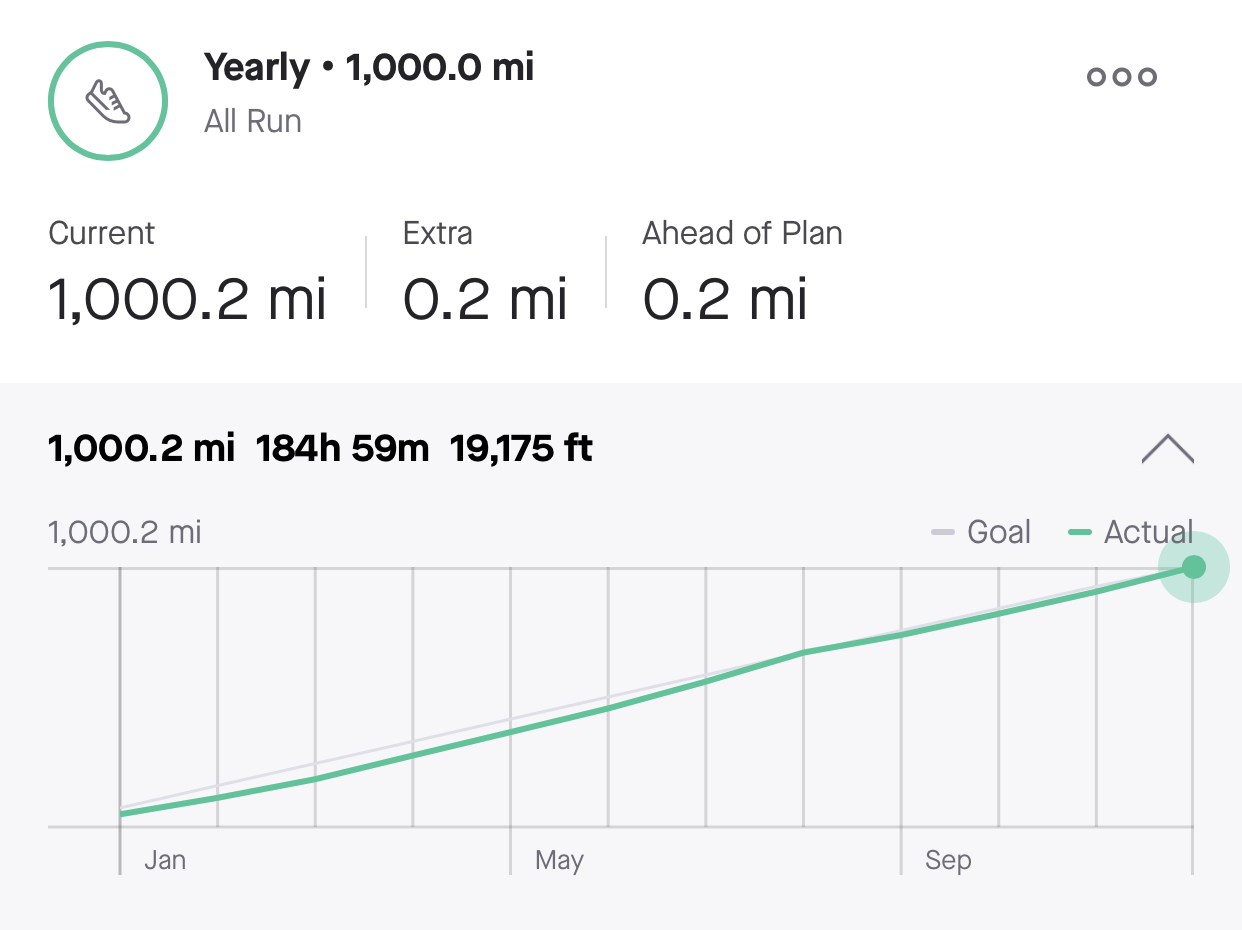 Yearly • 1,000.0 mi
All Run
Current Extra Ahead of Plan
1,000.2 mi 0.2 mi 0.2 mi
1,000.2 mi 184h 59m 19,175 ft
1,000.2 mi Goal Actual
Jan May Sep